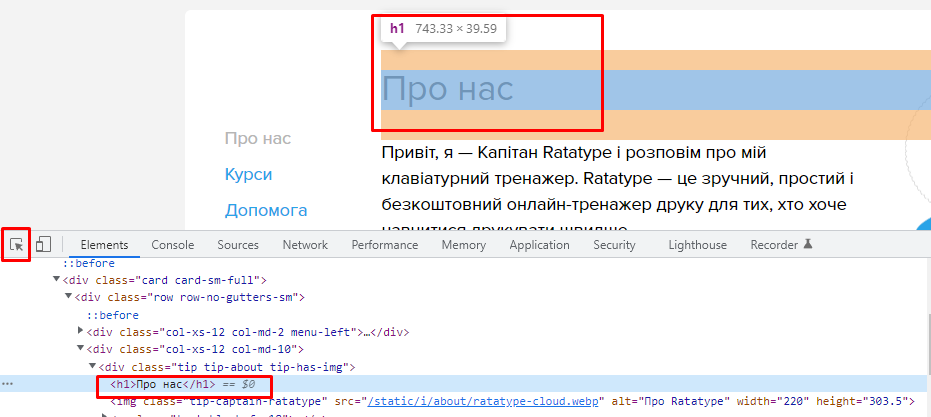 h1 743.33 × 39.59
Про нас
Про нас
Курси
Допомога
Привіт, я — Капітан Ratatype і розповім про мій
клавіатурний тренажер. Ratatype — це зручний, простий і
безкоштовний онлайн-тренажер друку для тих, хто хоче
навчитися друкувати швидше
Elements Console Sources Network Performance Memory Application Security Lighthouse Recorder
::before
<div class="card card-sm-full">
<div class="row row-no-gutters-sm">
::before
<div class="col-xs-12 col-md-2 menu-left">…</div>
<div class="col-xs-12 col-md-10">
<div class="tip tip-about tip-has-img">
<h1>Про нас</h1> == $0
<img class="tip-captain-ratatype" src="/static/i/about/ratatype-cloud.webp" alt="Про Ratatype" width="220" height="303.5">